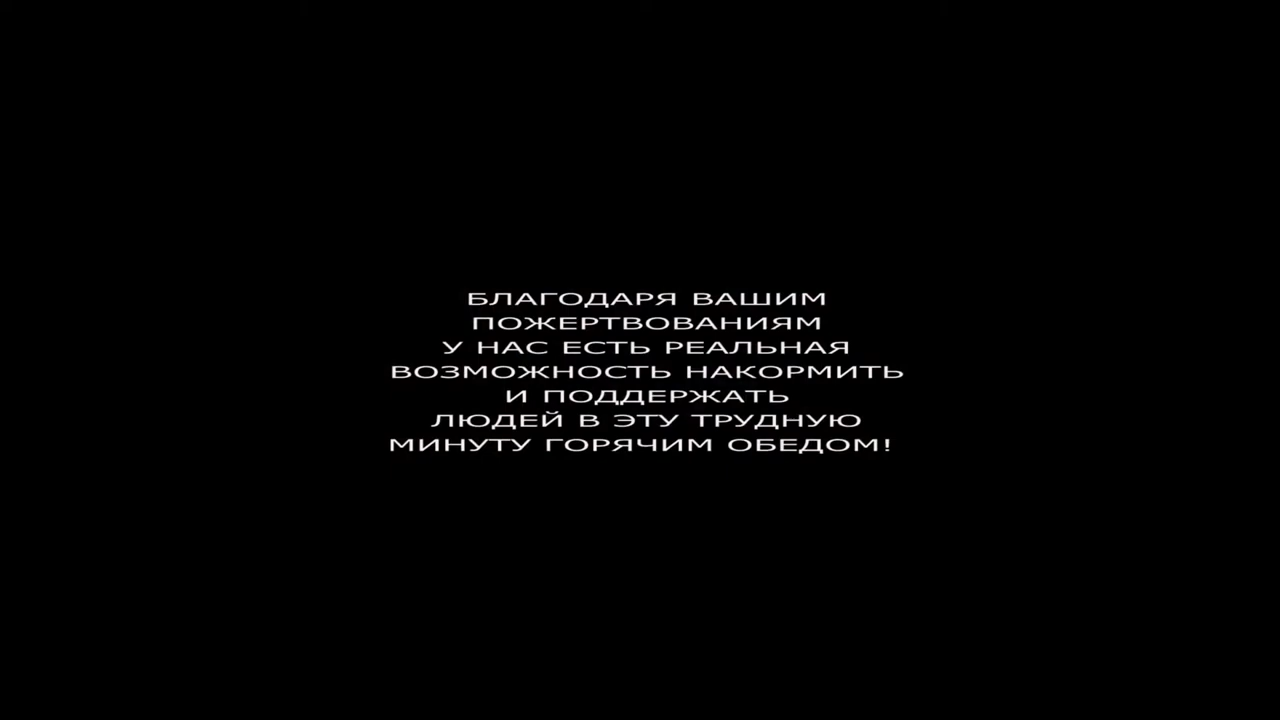 БЛАГОДАРЯ ВАШИМ
ПОЖЕРТВОВАНИЯМ
У НАС ЕСТЬ РЕАЛЬНАЯ
ВОЗМОЖНОСТЬ НАКОРМИТЬ
И ПОДДЕРЖАТЬ
ЛЮДЕЙ В ЭТУ ТРУДНУЮ
МИНУТУ ГОРЯЧИМ ОБЕДОМ!